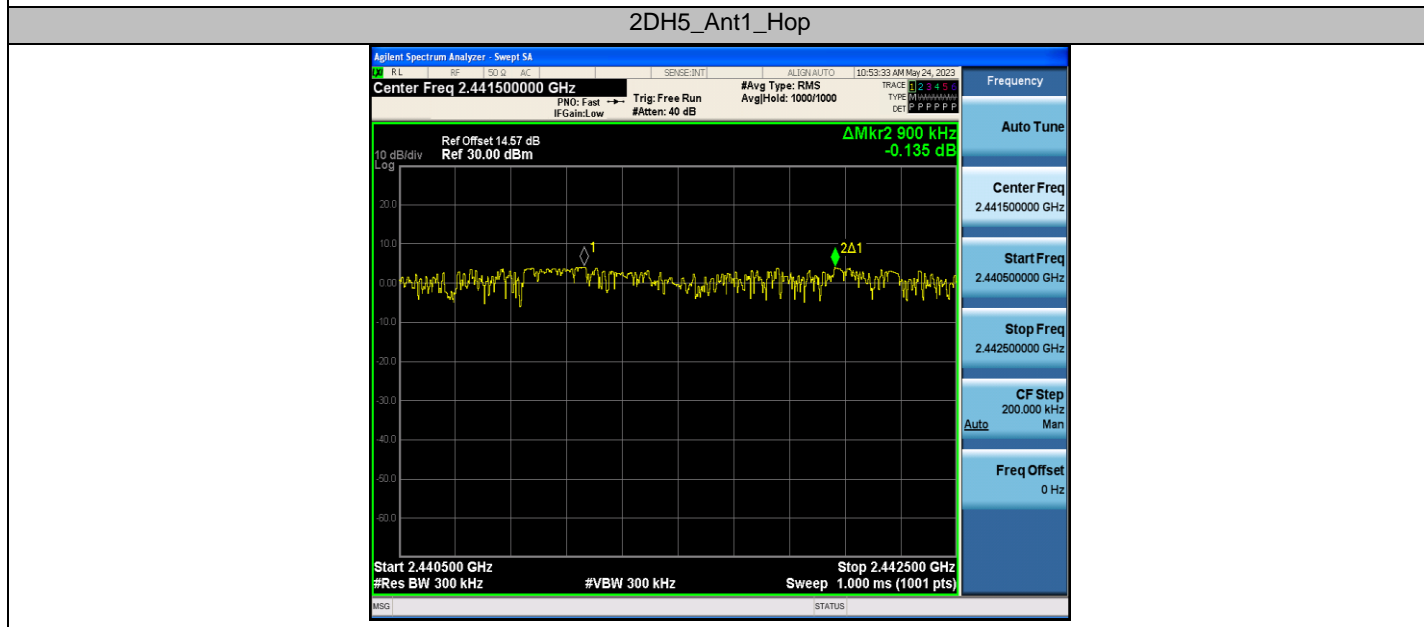 2DH5_Ant1_Hop
Agilent Spectrum Analyzer - Swept SA
RL RF 50 Ω AC SENSE:INT ALIGN AUTO 10:53:33 AM May 24, 2023
Center Freq 2.441500000 GHz
PNO: Fast
IFGain:Low
Trig: Free Run
#Atten: 40 dB
#Avg Type: RMS
Avg|Hold: 1000/1000
TRACE 1 2 3 4 5 6
TYPE M
DET P P P P P P
ΔMkr2 900 kHz
-0.135 dB
Ref Offset 14.57 dB
10 dB/div Ref 30.00 dBm
Log
20.0
10.0
0.00
-10.0
-20.0
-30.0
-40.0
-50.0
-60.0
1
2Δ1
Start 2.440500 GHz Stop 2.442500 GHz
#Res BW 300 kHz #VBW 300 kHz Sweep 1.000 ms (1001 pts)
MSG STATUS
Frequency
Auto Tune
Center Freq
2.441500000 GHz
Start Freq
2.440500000 GHz
Stop Freq
2.442500000 GHz
CF Step
200.000 kHz
Auto Man
Freq Offset
0 Hz